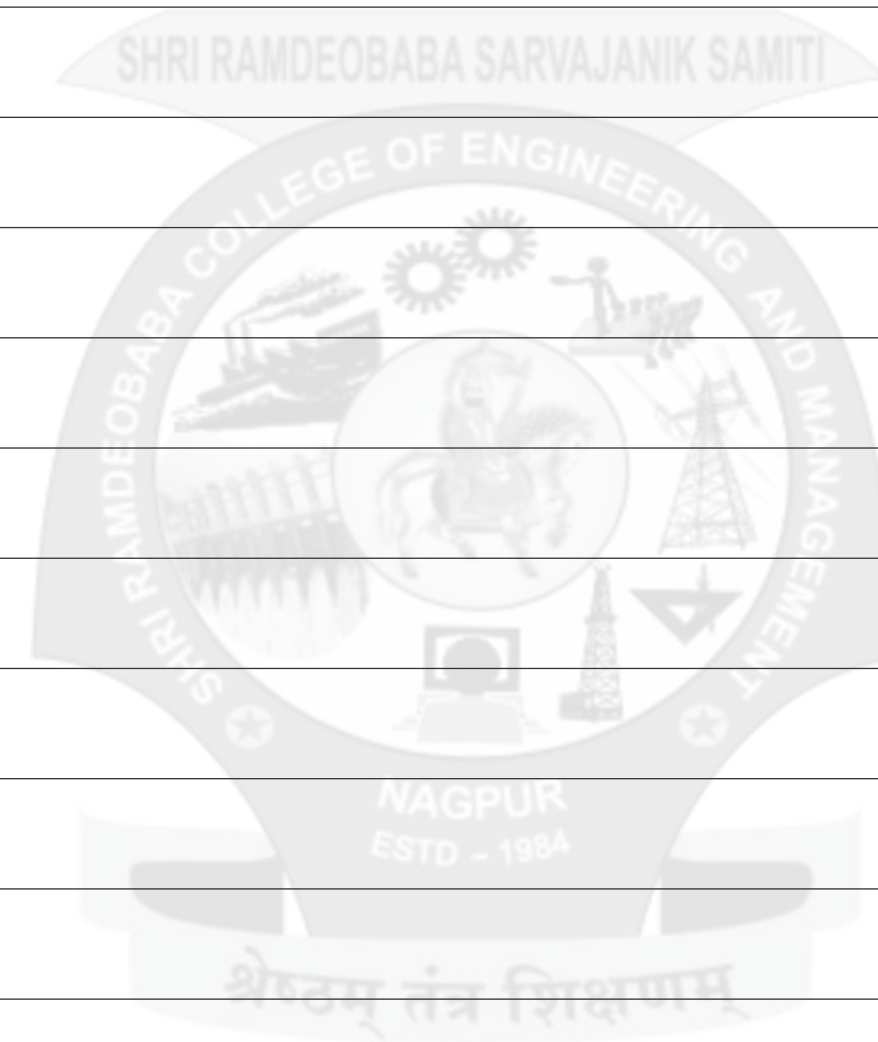 SHRI RAMDEOBABA SARVAJANIK SAMITI
SHRI RAMDEOBABA COLLEGE OF ENGINEERING AND MANAGEMENT
NAGPUR
ESTD - 1984
श्रेष्ठम् तंत्र शिक्षणम्